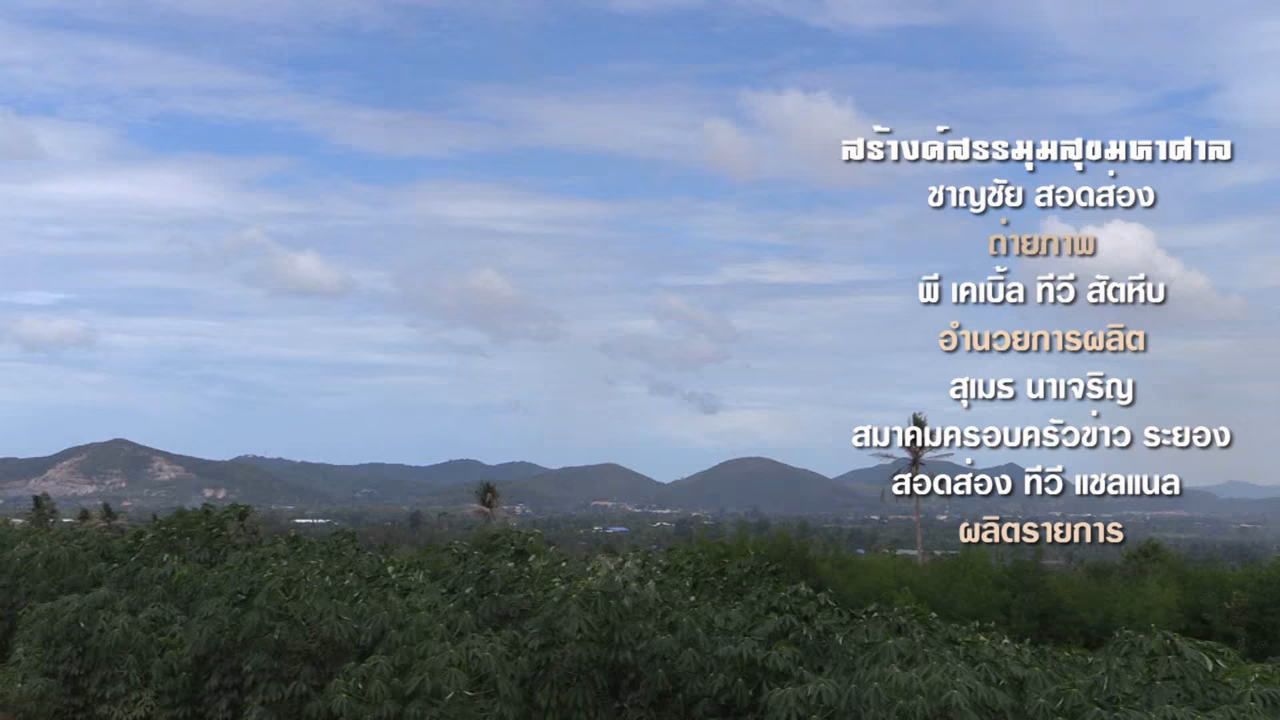 สร้างค์สรรมุมสุขมหาศาล
ชาญชัย สอดส่อง
ถ่ายภาพ
พี เคเบิ้ล ทีวี สัตหีบ
อำนวยการผลิต
สุเมธ นาเจริญ
สมาคมครอบครัวข่าว ระยอง
สอดส่อง ทีวี แชลแนล
ผลิตรายการ